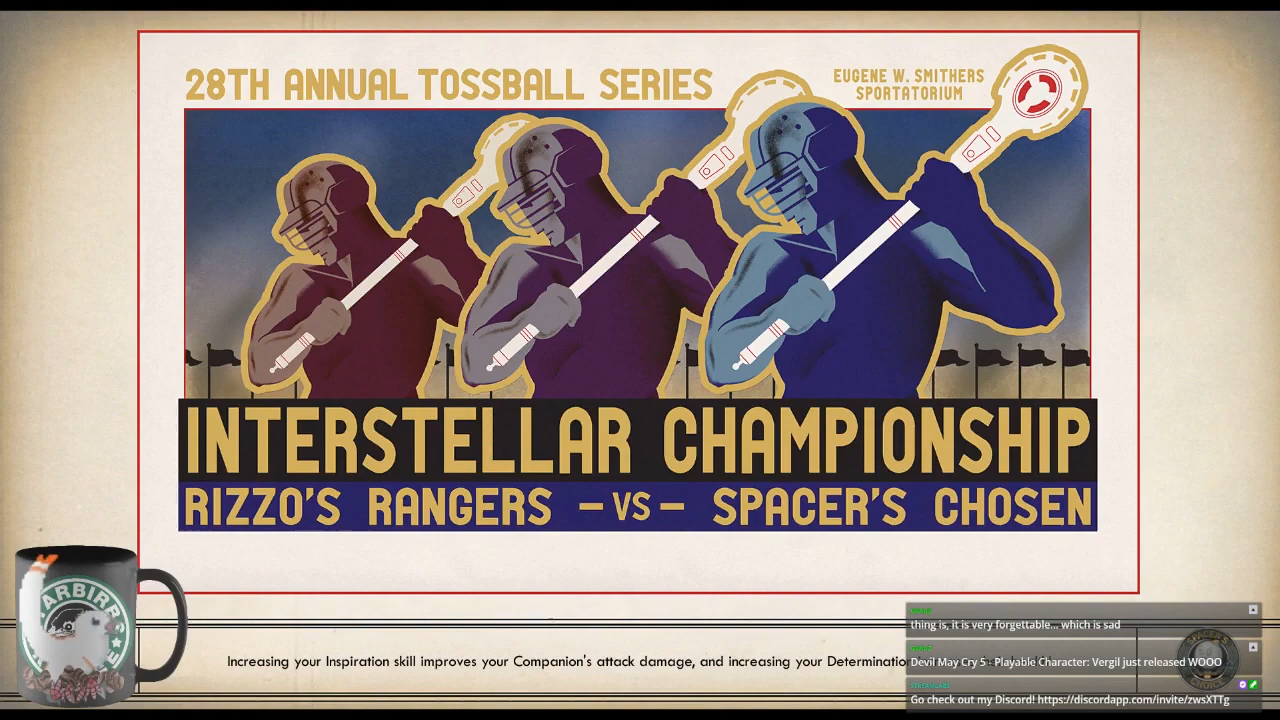 28TH ANNUAL TOSSBALL SERIES
EUGENE W. SMITHERS
SPORTATORIUM
INTERSTELLAR CHAMPIONSHIP
RIZZO'S RANGERS – VS – SPACER'S CHOSEN
Increasing your Inspiration skill improves your Companion's attack damage, and increasing your Determination
thing is, it is very forgettable... which is sad
Devil May Cry 5 - Playable Character: Vergil just released WOOO
Go check out my Discord! https://discordapp.com/invite/zwsXTTg